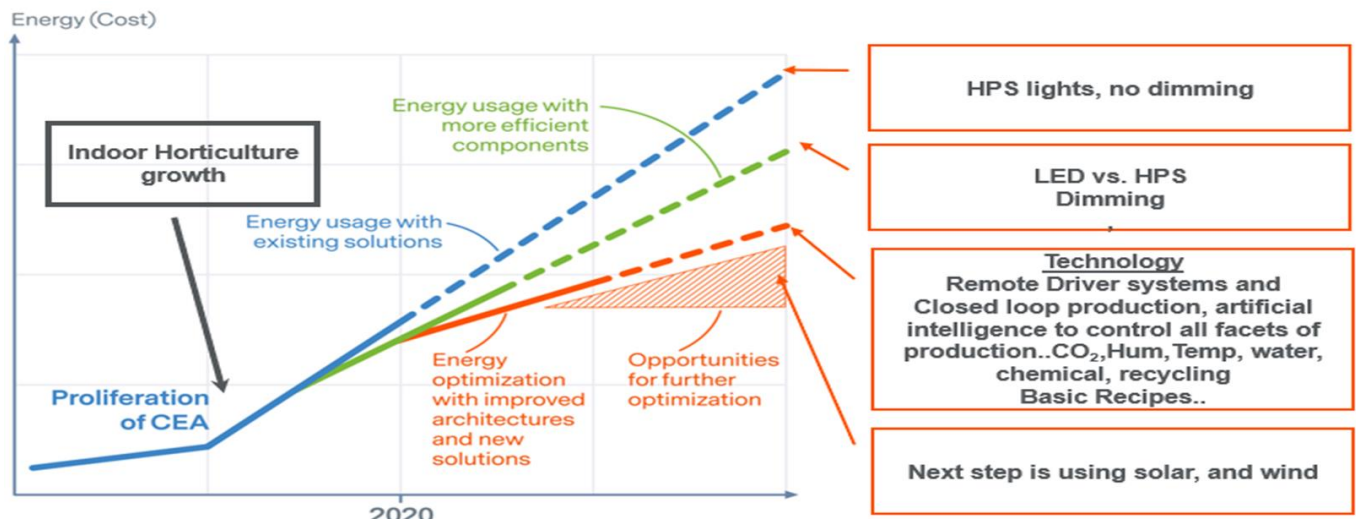 Energy (Cost)
Indoor Horticulture
growth
Energy usage with
more efficient
components
Energy usage with
existing solutions
Proliferation
of CEA
Energy
optimization
with improved
architectures
and new
solutions
Opportunities
for further
optimization
2020
HPS lights, no dimming
LED vs. HPS
Dimming
,
Technology
Remote Driver systems and
Closed loop production, artificial
intelligence to control all facets of
production..CO₂,Hum,Temp, water,
chemical, recycling
Basic Recipes..
Next step is using solar, and wind